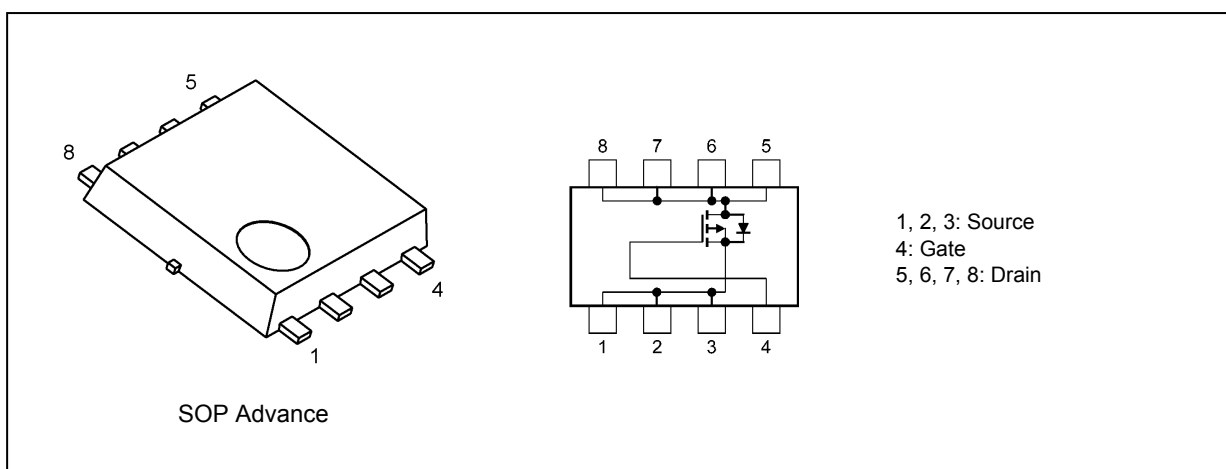 5
8
4
1
SOP Advance
8 7 6 5
1 2 3 4
1, 2, 3: Source
4: Gate
5, 6, 7, 8: Drain